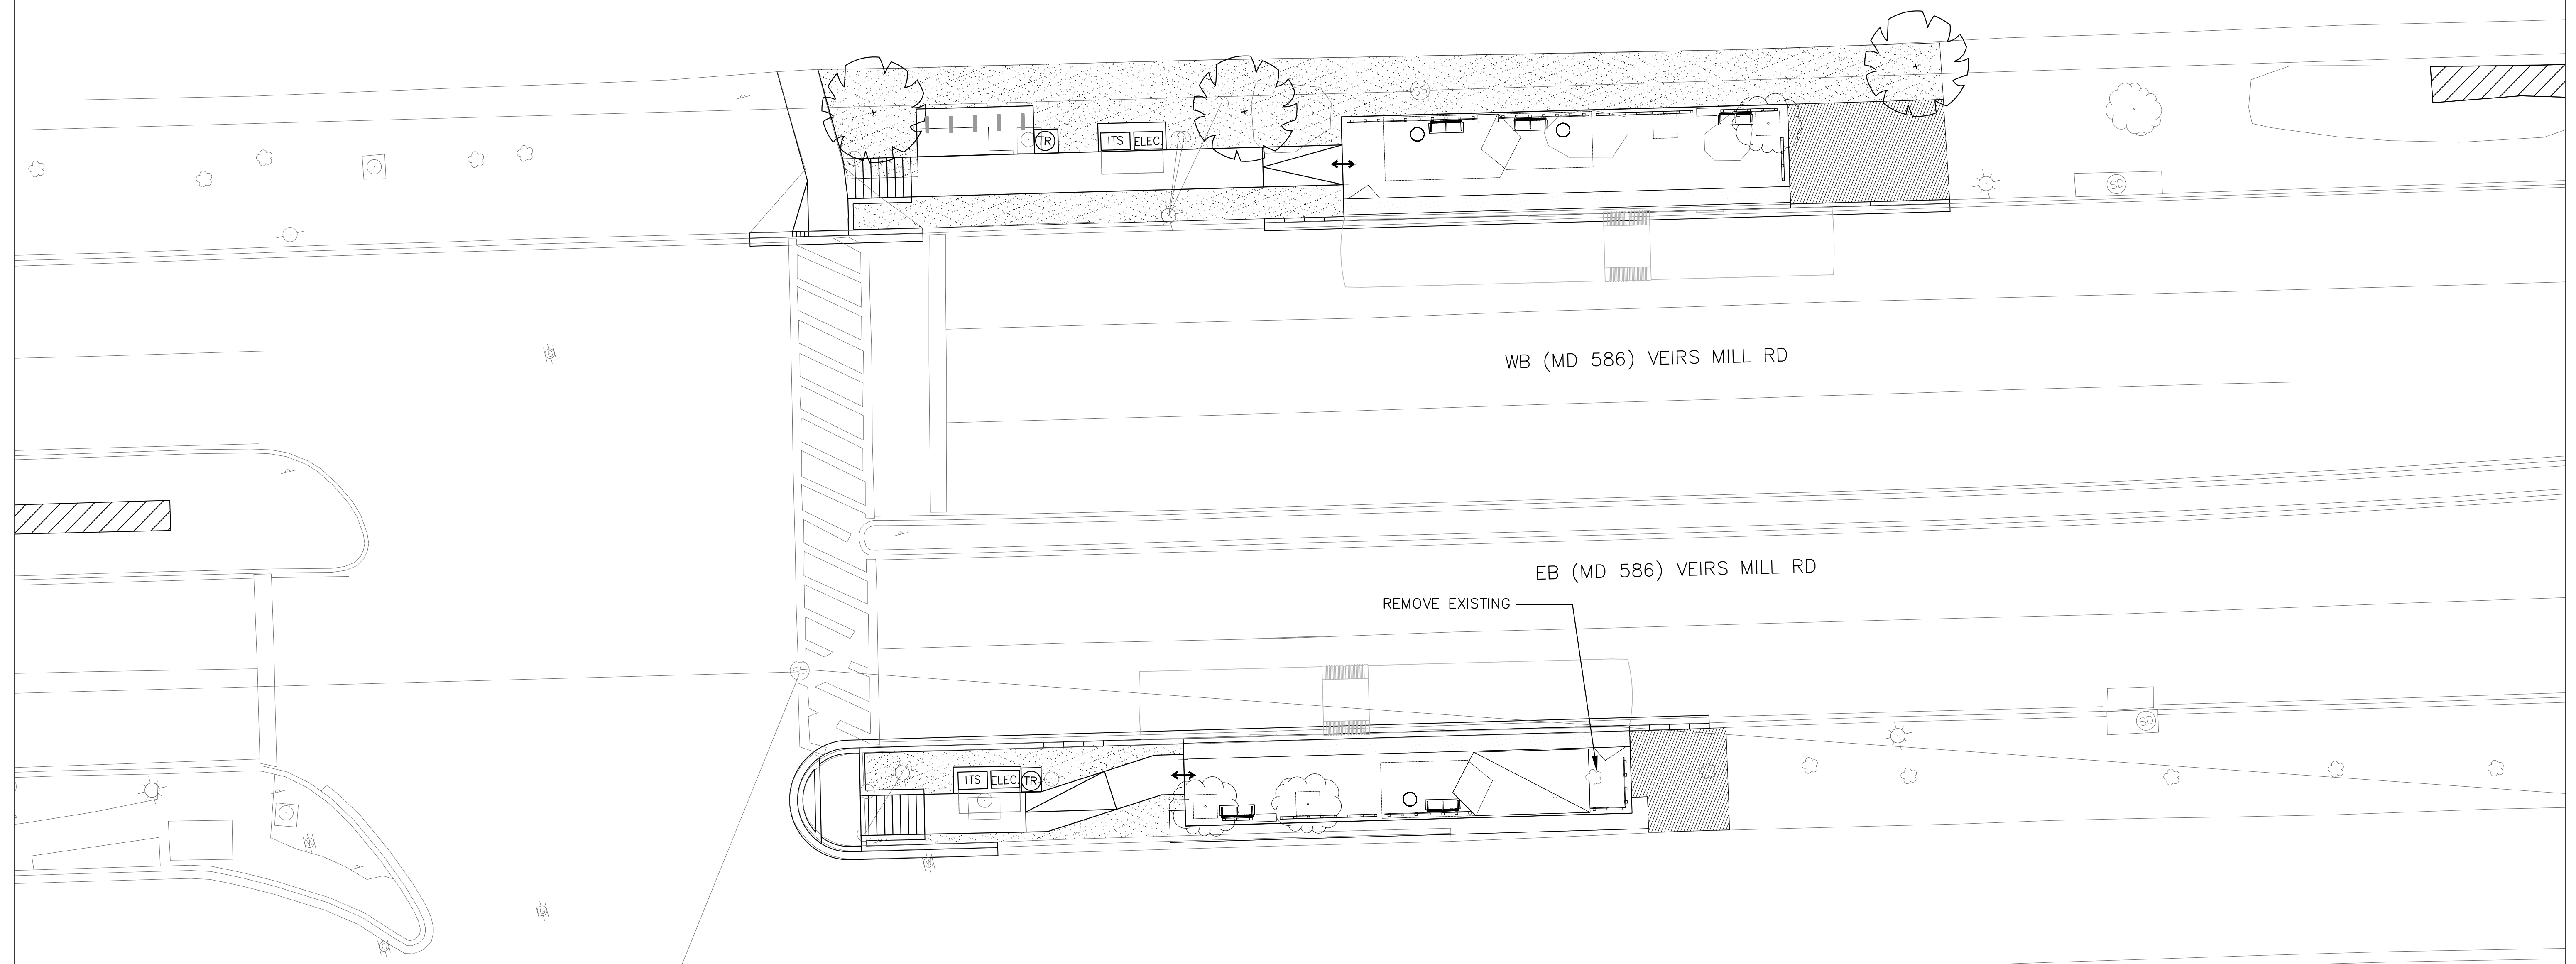 SS
TR
ITS
ELEC.
SD
G
WB (MD 586) VEIRS MILL RD
EB (MD 586) VEIRS MILL RD
REMOVE EXISTING
SS
SD
ITS
ELEC.
TR
W
W
G
G